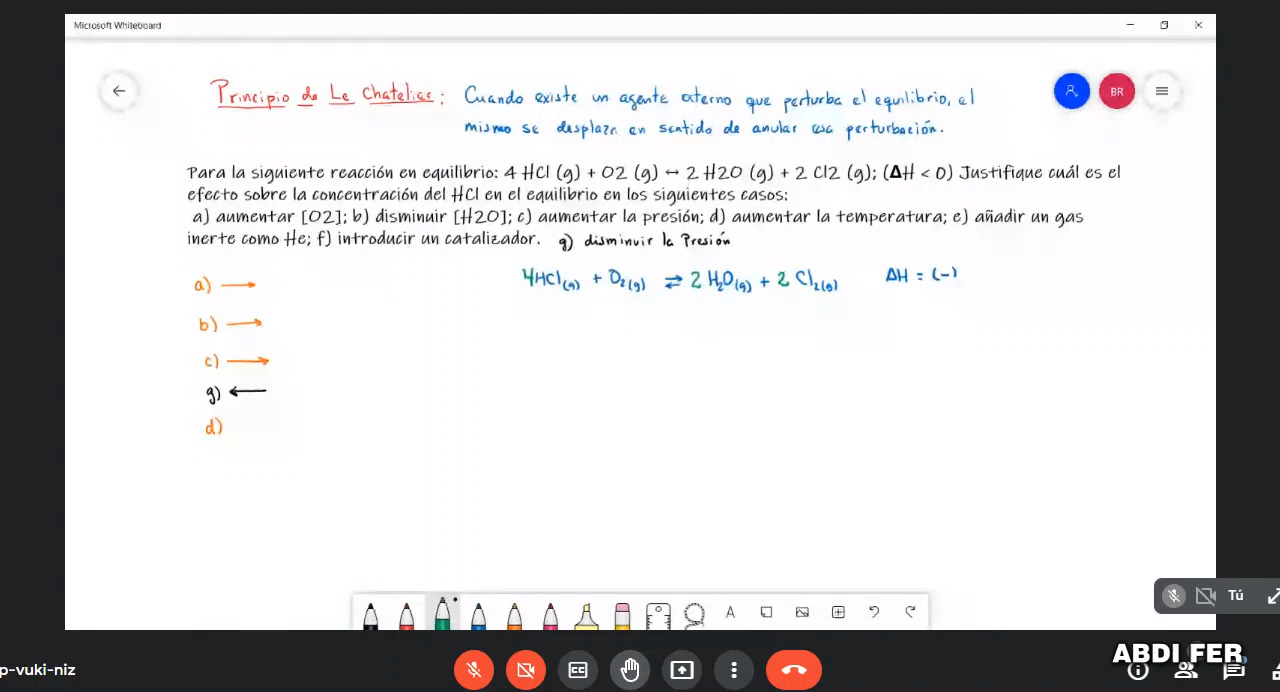 Microsoft Whiteboard
BR
Principio de Le Chatelier: Cuando existe un agente externo que perturba el equilibrio, el
mismo se desplaza en sentido de anular esa perturbación.
Para la siguiente reacción en equilibrio: 4 HCl (g) + O2 (g) ↔ 2 H2O (g) + 2 Cl2 (g); (ΔH < 0) Justifique cuál es el
efecto sobre la concentración del HCl en el equilibrio en los siguientes casos:
a) aumentar [O2]; b) disminuir [H2O]; c) aumentar la presión; d) aumentar la temperatura; e) añadir un gas
inerte como He; f) introducir un catalizador. g) disminuir la Presión
4HCl(g) + O2(g) ⇄ 2 H2O(g) + 2 Cl2(g) ΔH = (-)
a) →
b) →
c) →
g) ←
d)
A
Tú
p-vuki-niz
CC
ABDI FER